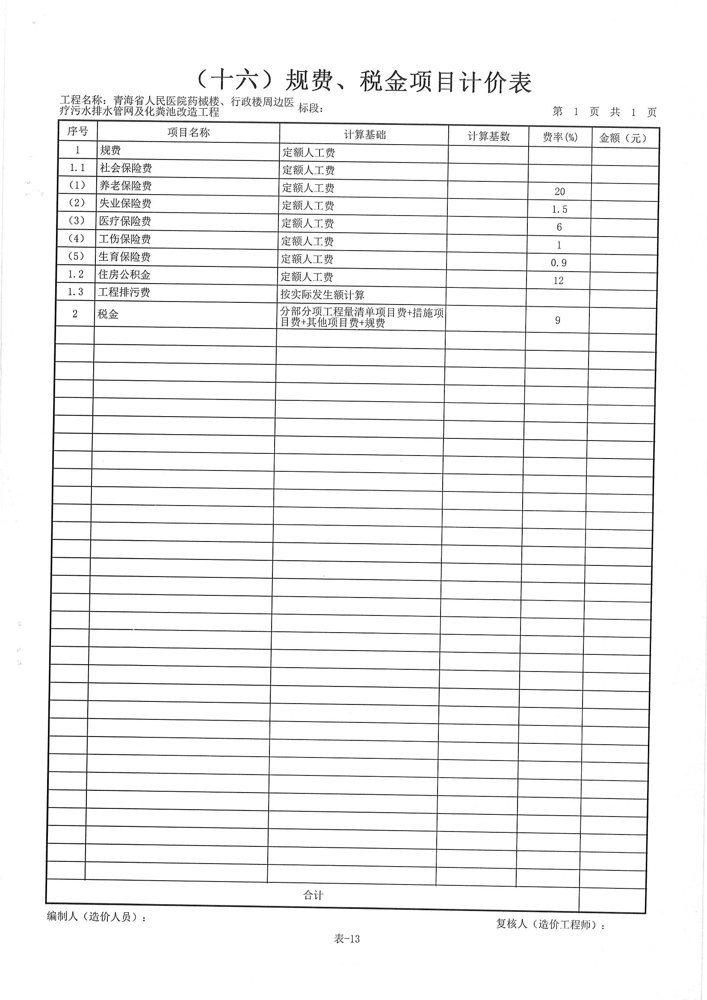 （十六）规费、税金项目计价表
工程名称：青海省人民医院药械楼、行政楼周边医
疗污水排水管网及化粪池改造工程
标段：
第 1 页 共 1 页
序号 项目名称 计算基础 计算基数 费率(%) 金额（元）
1 规费 定额人工费
1.1 社会保险费 定额人工费
(1) 养老保险费 定额人工费 20
(2) 失业保险费 定额人工费 1.5
(3) 医疗保险费 定额人工费 6
(4) 工伤保险费 定额人工费 1
(5) 生育保险费 定额人工费 0.9
1.2 住房公积金 定额人工费 12
1.3 工程排污费 按实际发生额计算
2 税金 分部分项工程量清单项目费+措施项
目费+其他项目费+规费 9
合计
编制人（造价人员）：
复核人（造价工程师）：
表-13